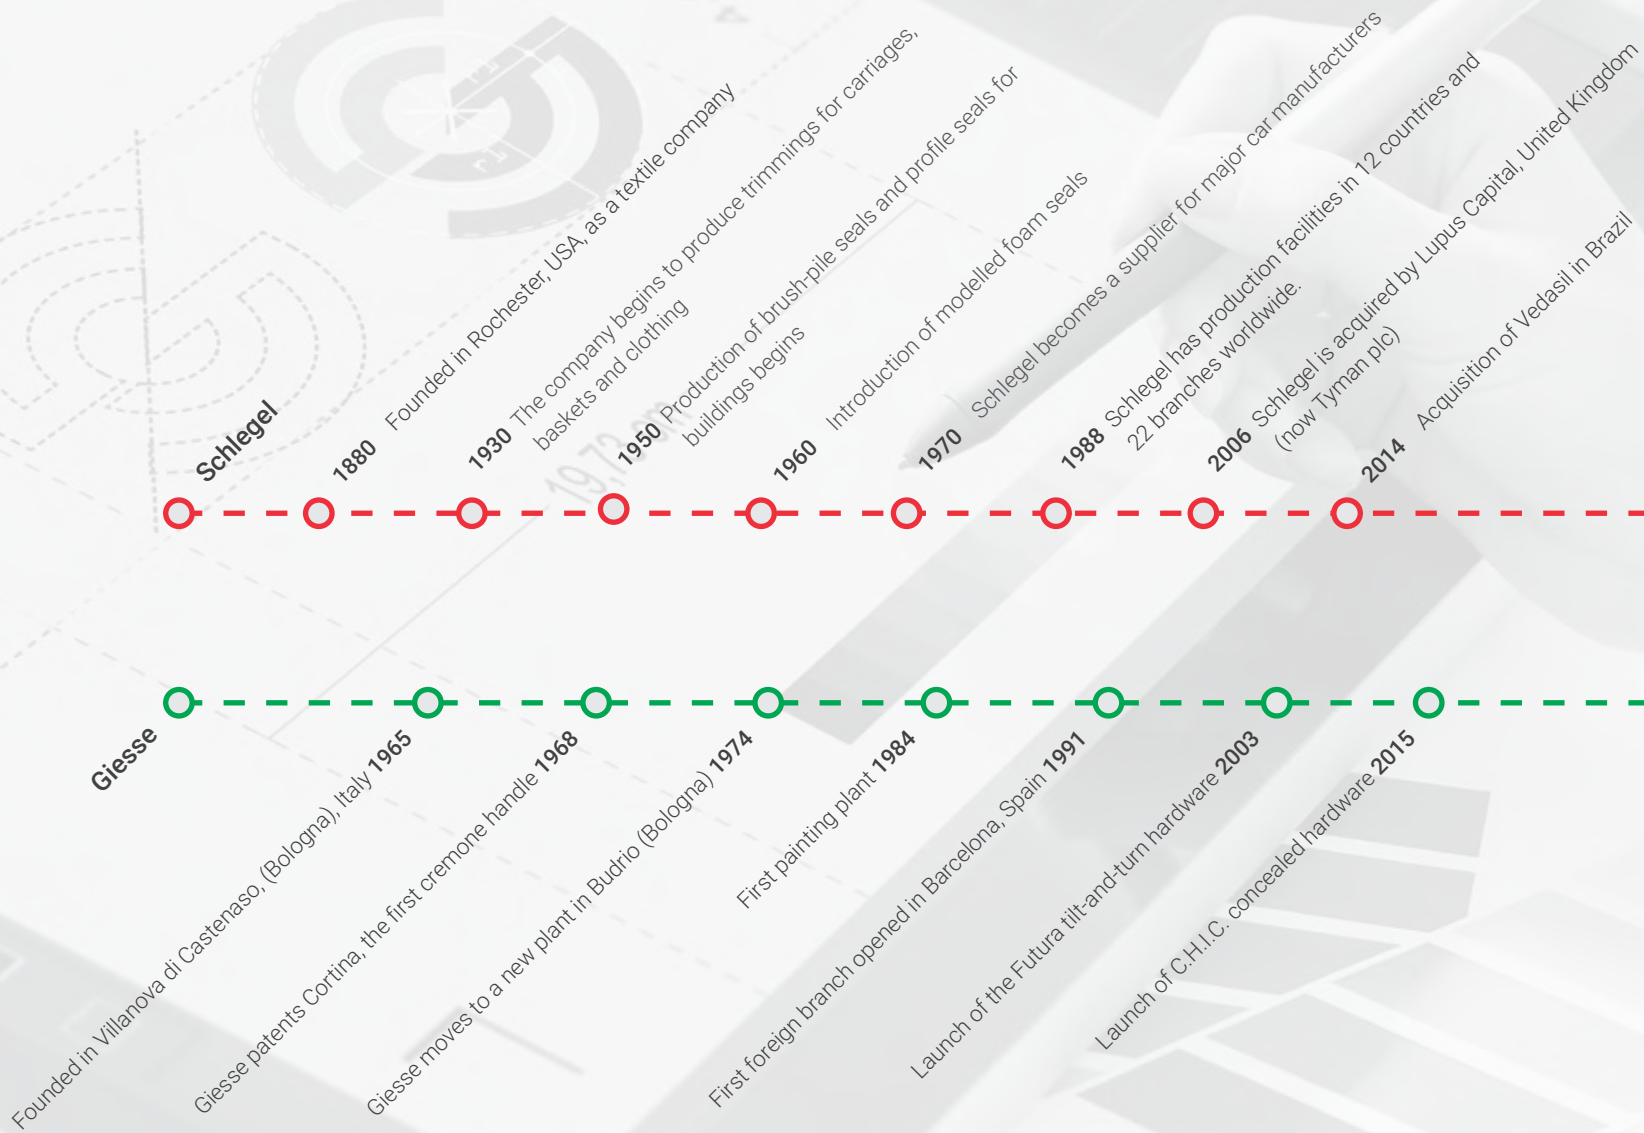 Schlegel
1880 Founded in Rochester, USA, as a textile company
1930 The company begins to produce trimmings for carriages,
baskets and clothing
1950 Production of brush-pile seals and profile seals for
buildings begins
1960 Introduction of modelled foam seals
1970 Schlegel becomes a supplier for major car manufacturers
1988 Schlegel has production facilities in 12 countries and
22 branches worldwide.
2006 Schlegel is acquired by Lupus Capital, United Kingdom
(now Tyman plc)
2014 Acquisition of Vedasil in Brazil
19,73 cm
Giesse
Founded in Villanova di Castenaso, (Bologna), Italy 1965
Giesse patents Cortina, the first cremone handle 1968
Giesse moves to a new plant in Budrio (Bologna) 1974
First painting plant 1984
First foreign branch opened in Barcelona, Spain 1991
Launch of the Futura tilt-and-turn hardware 2003
Launch of C.H.I.C. concealed hardware 2015